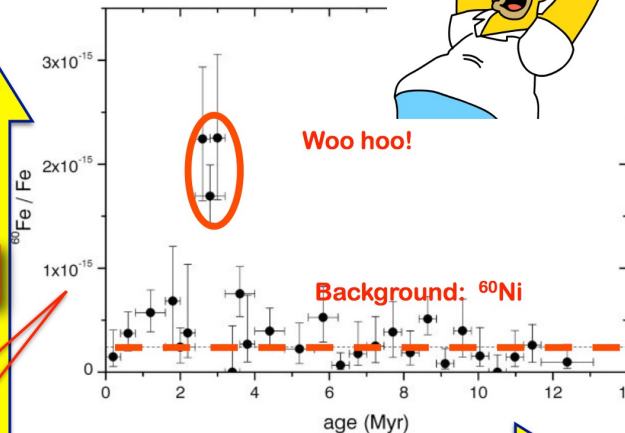 3x10⁻¹⁵
2x10⁻¹⁵
1x10⁻¹⁵
0
⁶⁰Fe / Fe
Woo hoo!
Background: ⁶⁰Ni
0 2 4 6 8 10 12 14
age (Myr)